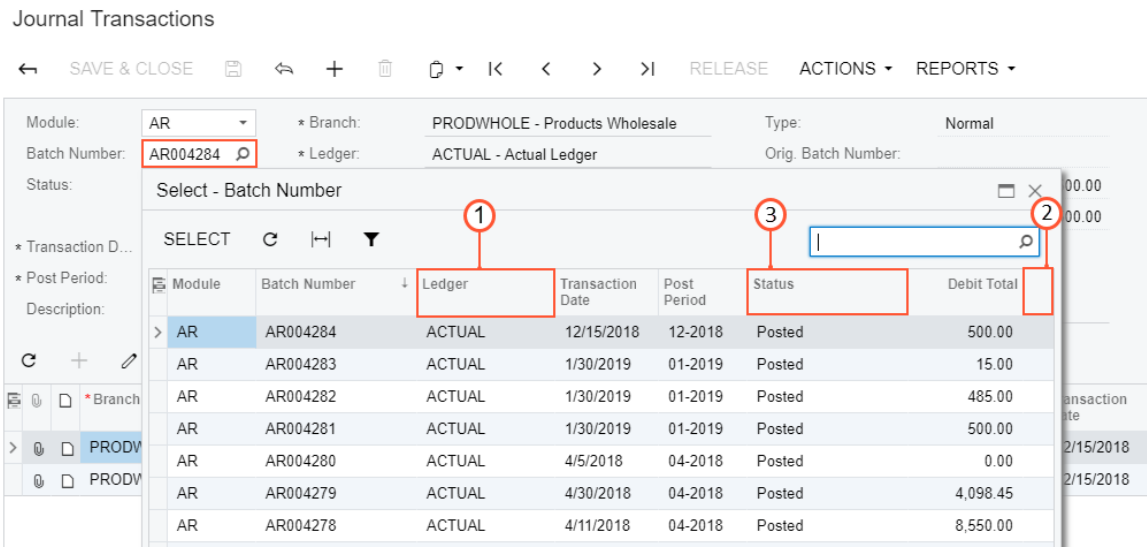 Journal Transactions
SAVE & CLOSE RELEASE ACTIONS REPORTS
Module: AR * Branch: PRODWHOLE - Products Wholesale Type: Normal
Batch Number: AR004284 * Ledger: ACTUAL - Actual Ledger Orig. Batch Number:
Status: 00.00
Select - Batch Number
1 3 2
00.00
SELECT
* Transaction D...
* Post Period:
Description:
Module Batch Number ↓ Ledger Transaction Date Post Period Status Debit Total
AR AR004284 ACTUAL 12/15/2018 12-2018 Posted 500.00
AR AR004283 ACTUAL 1/30/2019 01-2019 Posted 15.00
AR AR004282 ACTUAL 1/30/2019 01-2019 Posted 485.00
AR AR004281 ACTUAL 1/30/2019 01-2019 Posted 500.00
AR AR004280 ACTUAL 4/5/2018 04-2018 Posted 0.00
AR AR004279 ACTUAL 4/30/2018 04-2018 Posted 4,098.45
AR AR004278 ACTUAL 4/11/2018 04-2018 Posted 8,550.00
* Branch ansaction
ate
PRODW 2/15/2018
PRODW 2/15/2018